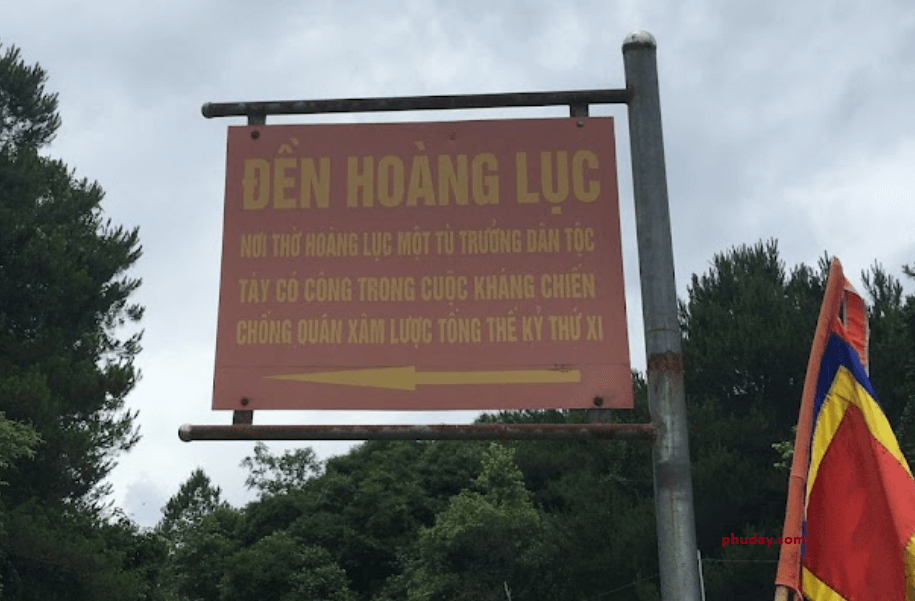 ĐỀN HOÀNG LỤC
NƠI THỜ HOÀNG LỤC MỘT TÙ TRƯỞNG DÂN TỘC
TÀY CÓ CÔNG TRONG CUỘC KHÁNG CHIẾN
CHỐNG QUÂN XÂM LƯỢC TỐNG THẾ KỶ THỨ XI
phuday.com